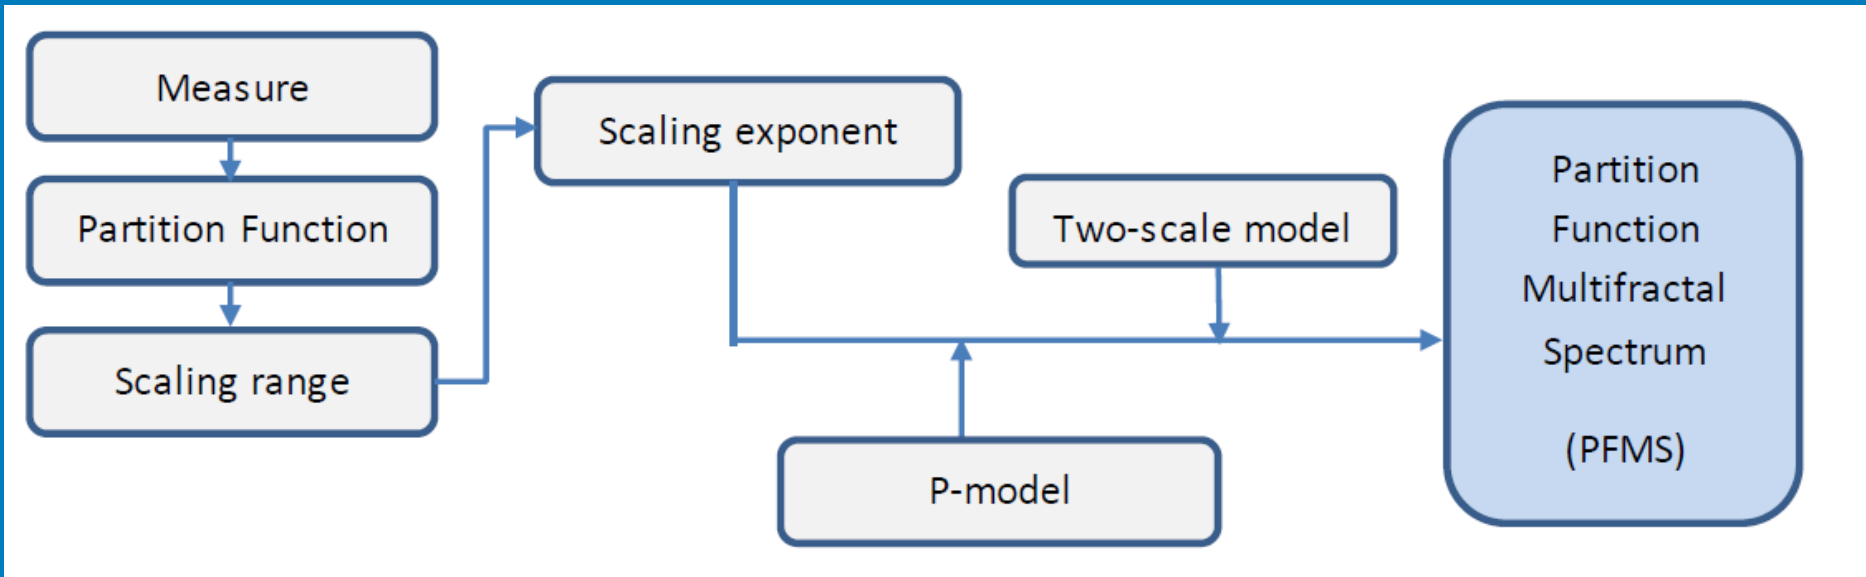 Measure
Partition Function
Scaling range
Scaling exponent
Two-scale model
P-model
Partition
Function
Multifractal
Spectrum
(PFMS)